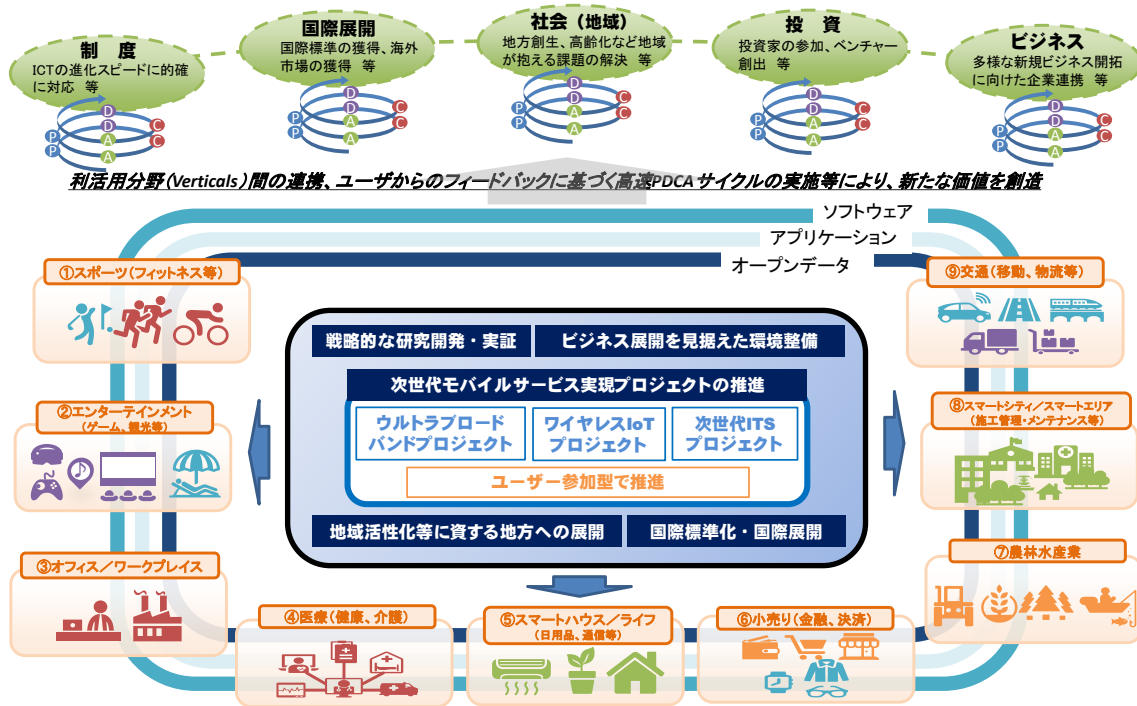 制 度
ICTの進化スピードに的確
に対応 等
国際展開
国際標準の獲得、海外
市場の獲得 等
社会(地域)
地方創生、高齢化など地域
が抱える課題の解決 等
投 資
投資家の参加、ベンチャー
創出 等
ビジネス
多様な新規ビジネス開拓
に向けた企業連携 等
P
P
D
D
A
A
C
C
P
P
D
D
A
A
C
C
P
P
D
D
A
A
C
C
P
P
D
D
A
A
C
C
P
P
D
D
A
A
C
C
利活用分野(Verticals)間の連携、ユーザからのフィードバックに基づく高速PDCAサイクルの実施等により、新たな価値を創造
ソフトウェア
アプリケーション
オープンデータ
①スポーツ(フィットネス等)
②エンターテインメント
(ゲーム、観光等)
③オフィス/ワークプレイス
④医療(健康、介護)
⑤スマートハウス/ライフ
(日用品、通信等)
⑥小売り(金融、決済)
⑦農林水産業
⑧スマートシティ/スマートエリア
(施工管理・メンテナンス等)
⑨交通(移動、物流等)
戦略的な研究開発・実証
ビジネス展開を見据えた環境整備
次世代モバイルサービス実現プロジェクトの推進
ウルトラブロード
バンドプロジェクト
ワイヤレスIoT
プロジェクト
次世代ITS
プロジェクト
ユーザー参加型で推進
地域活性化等に資する地方への展開
国際標準化・国際展開